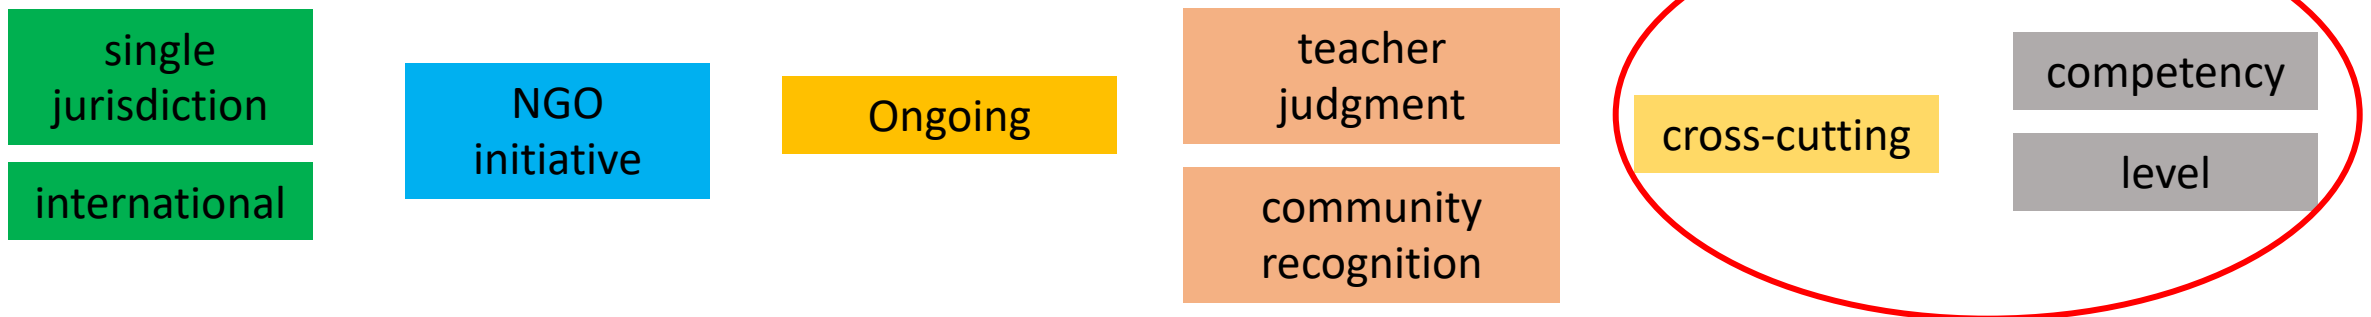 single
jurisdiction
international
NGO
initiative
Ongoing
teacher
judgment
community
recognition
cross-cutting
competency
level